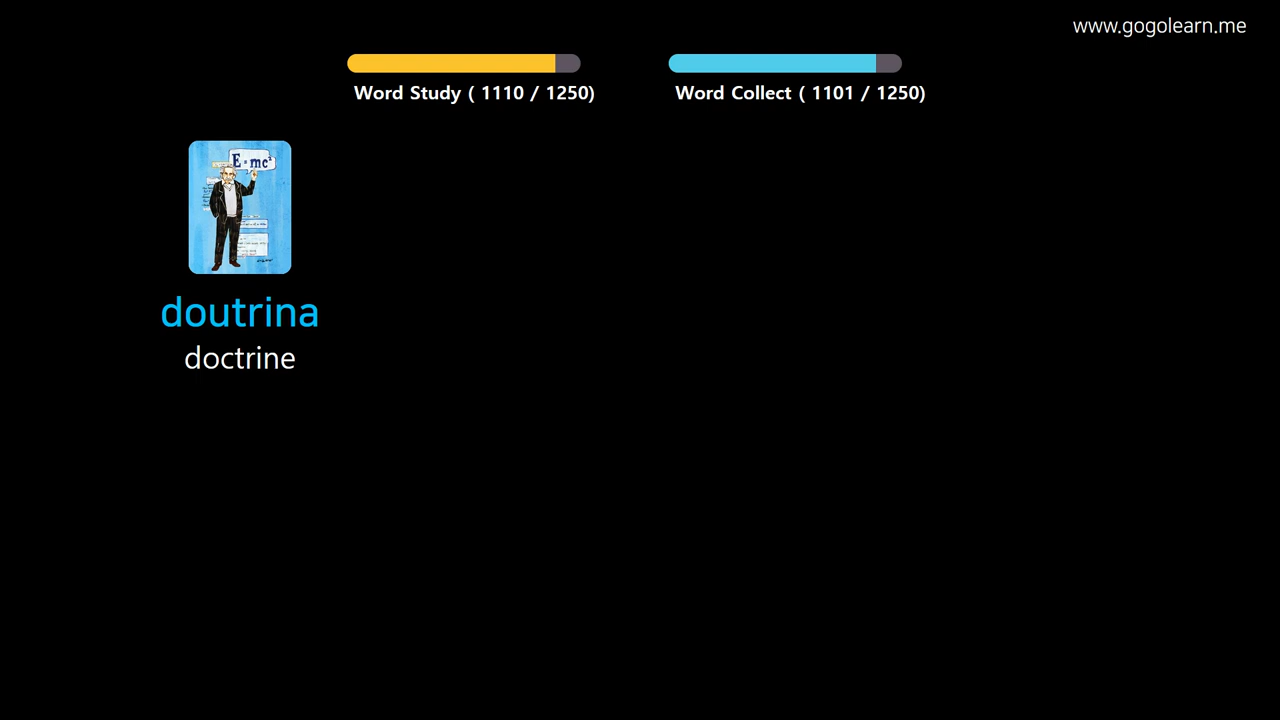 www.gogolearn.me
Word Study ( 1110 / 1250)
Word Collect ( 1101 / 1250)
E=mc²
doutrina
doctrine